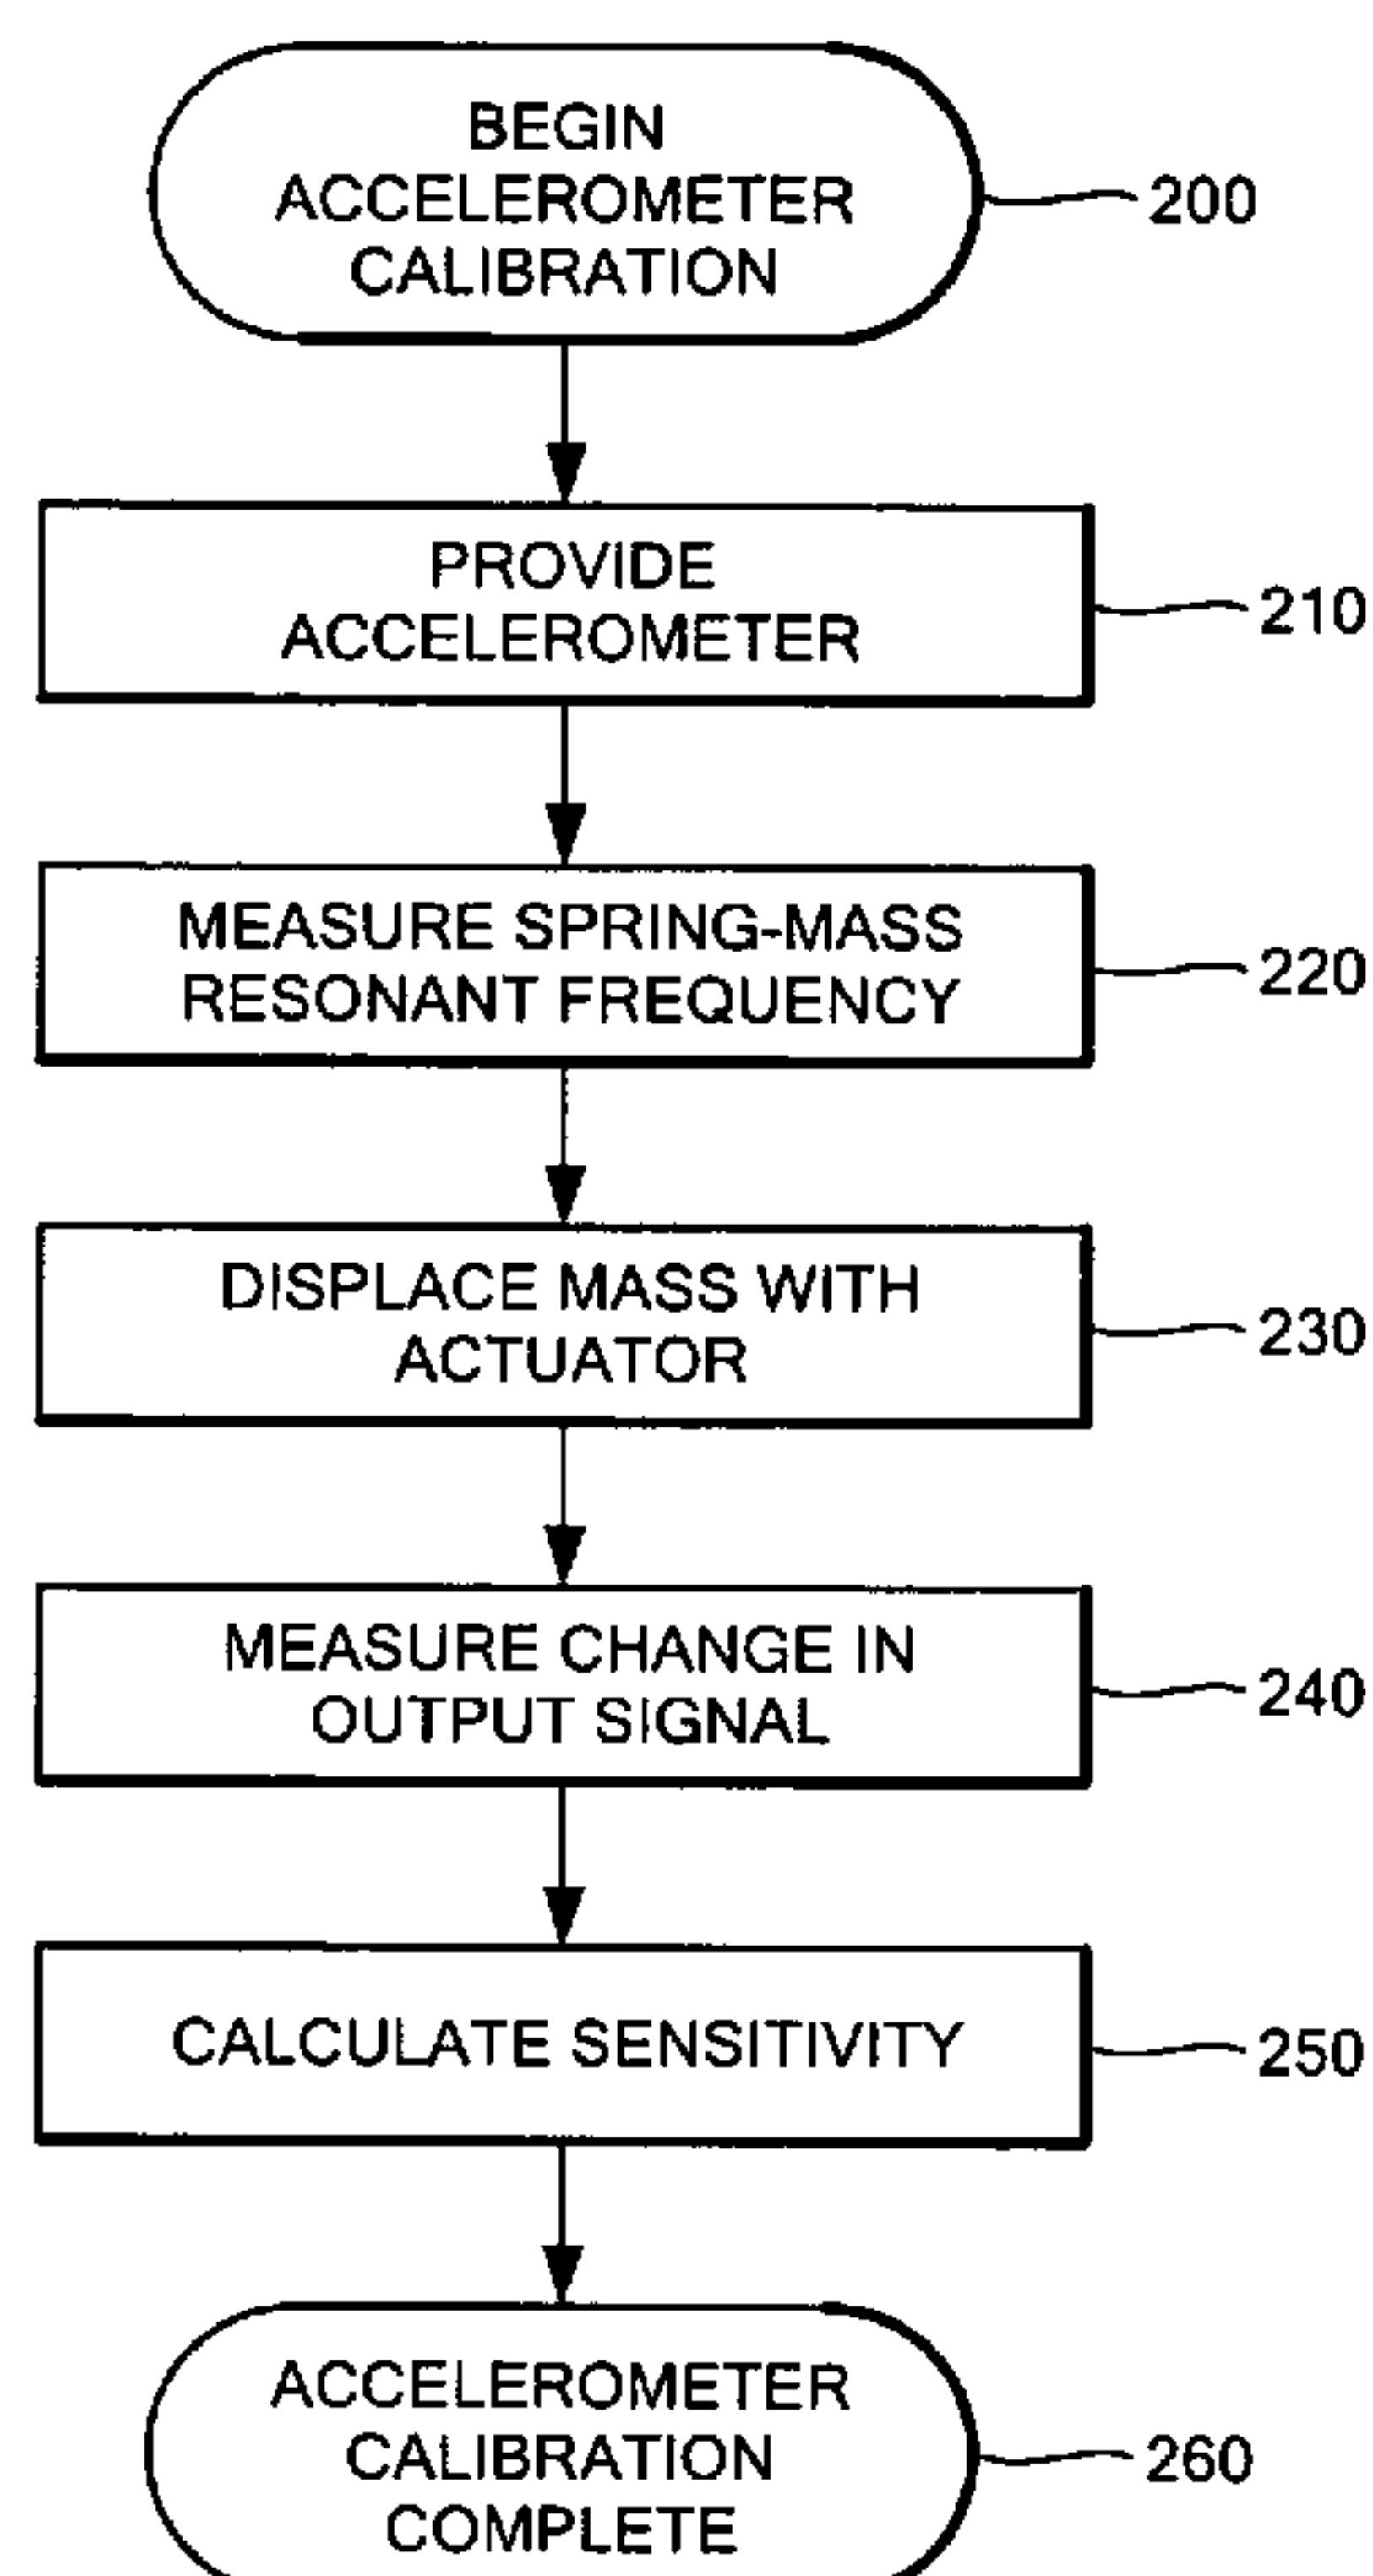 BEGIN
ACCELEROMETER
CALIBRATION
200
PROVIDE
ACCELEROMETER
210
MEASURE SPRING-MASS
RESONANT FREQUENCY
220
DISPLACE MASS WITH
ACTUATOR
230
MEASURE CHANGE IN
OUTPUT SIGNAL
240
CALCULATE SENSITIVITY
250
ACCELEROMETER
CALIBRATION
COMPLETE
260